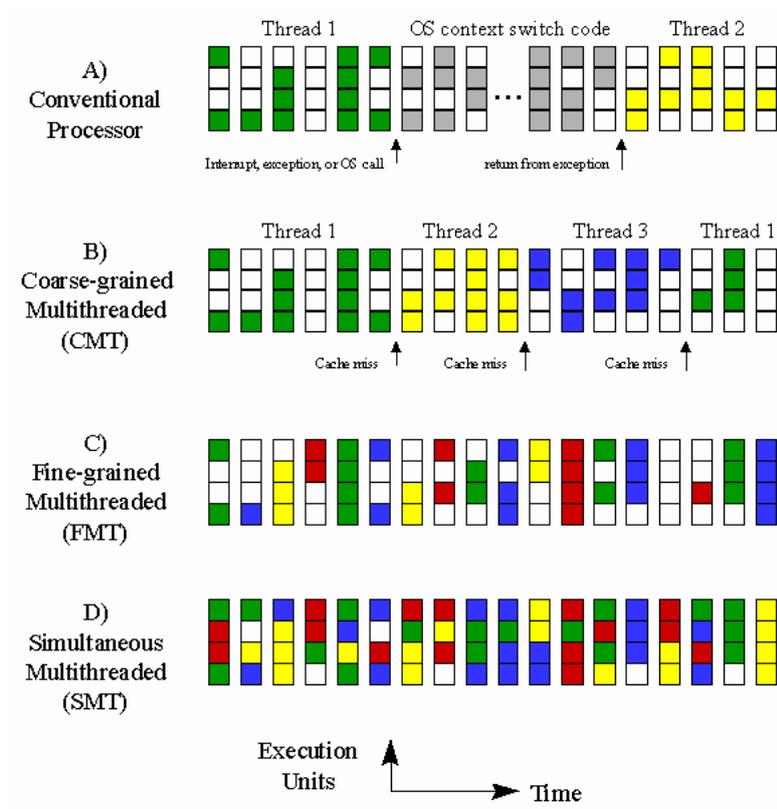 Thread 1 OS context switch code Thread 2
A)
Conventional
Processor
...
Interrupt, exception, or OS call return from exception
Thread 1 Thread 2 Thread 3 Thread 1
B)
Coarse-grained
Multithreaded
(CMT)
Cache miss Cache miss Cache miss
C)
Fine-grained
Multithreaded
(FMT)
D)
Simultaneous
Multithreaded
(SMT)
Execution
Units
Time